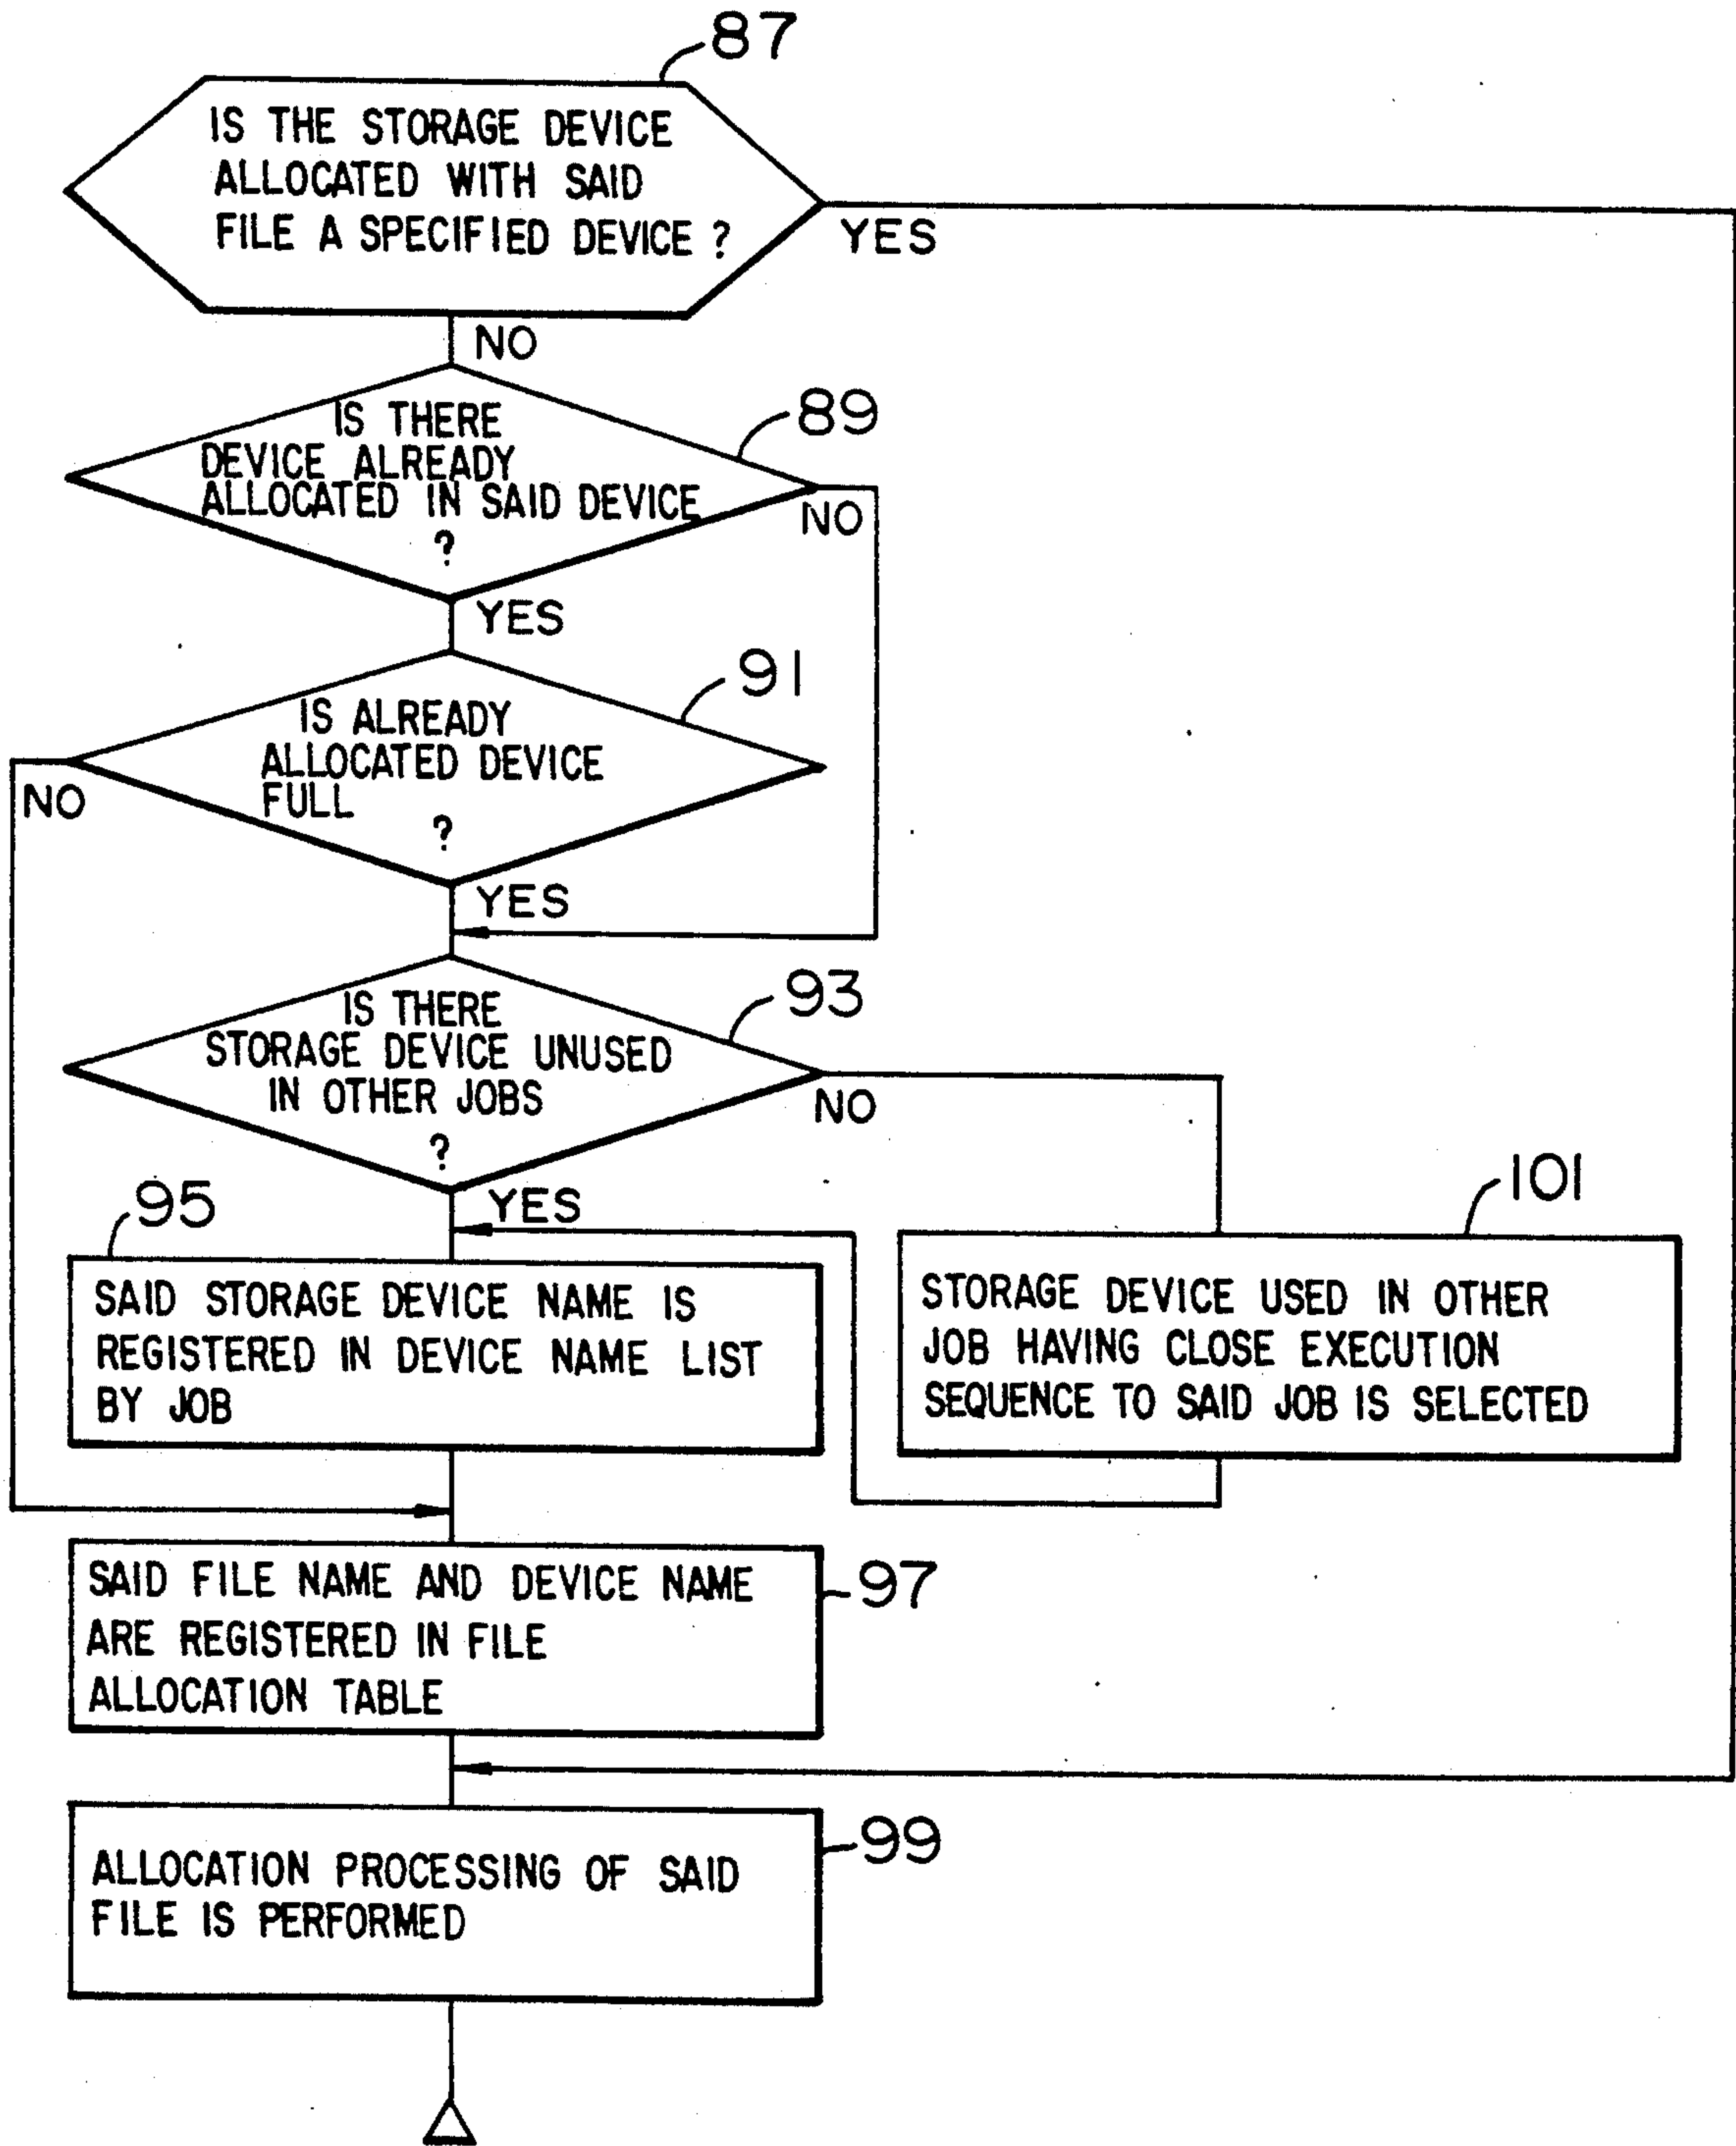 87
IS THE STORAGE DEVICE
ALLOCATED WITH SAID
FILE A SPECIFIED DEVICE ?
YES
NO
89
IS THERE
DEVICE ALREADY
ALLOCATED IN SAID DEVICE
?
NO
YES
91
IS ALREADY
ALLOCATED DEVICE
FULL
?
NO
YES
93
IS THERE
STORAGE DEVICE UNUSED
IN OTHER JOBS
?
NO
YES
95
SAID STORAGE DEVICE NAME IS
REGISTERED IN DEVICE NAME LIST
BY JOB
101
STORAGE DEVICE USED IN OTHER
JOB HAVING CLOSE EXECUTION
SEQUENCE TO SAID JOB IS SELECTED
97
SAID FILE NAME AND DEVICE NAME
ARE REGISTERED IN FILE
ALLOCATION TABLE
99
ALLOCATION PROCESSING OF SAID
FILE IS PERFORMED